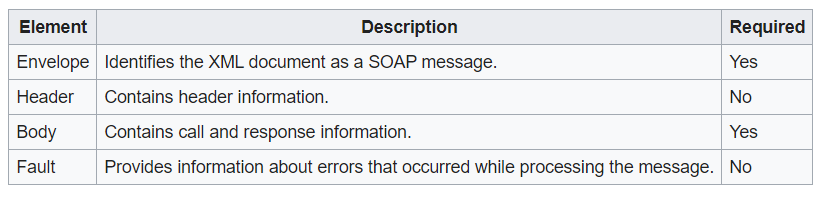 Element Description Required
Envelope Identifies the XML document as a SOAP message. Yes
Header Contains header information. No
Body Contains call and response information. Yes
Fault Provides information about errors that occurred while processing the message. No